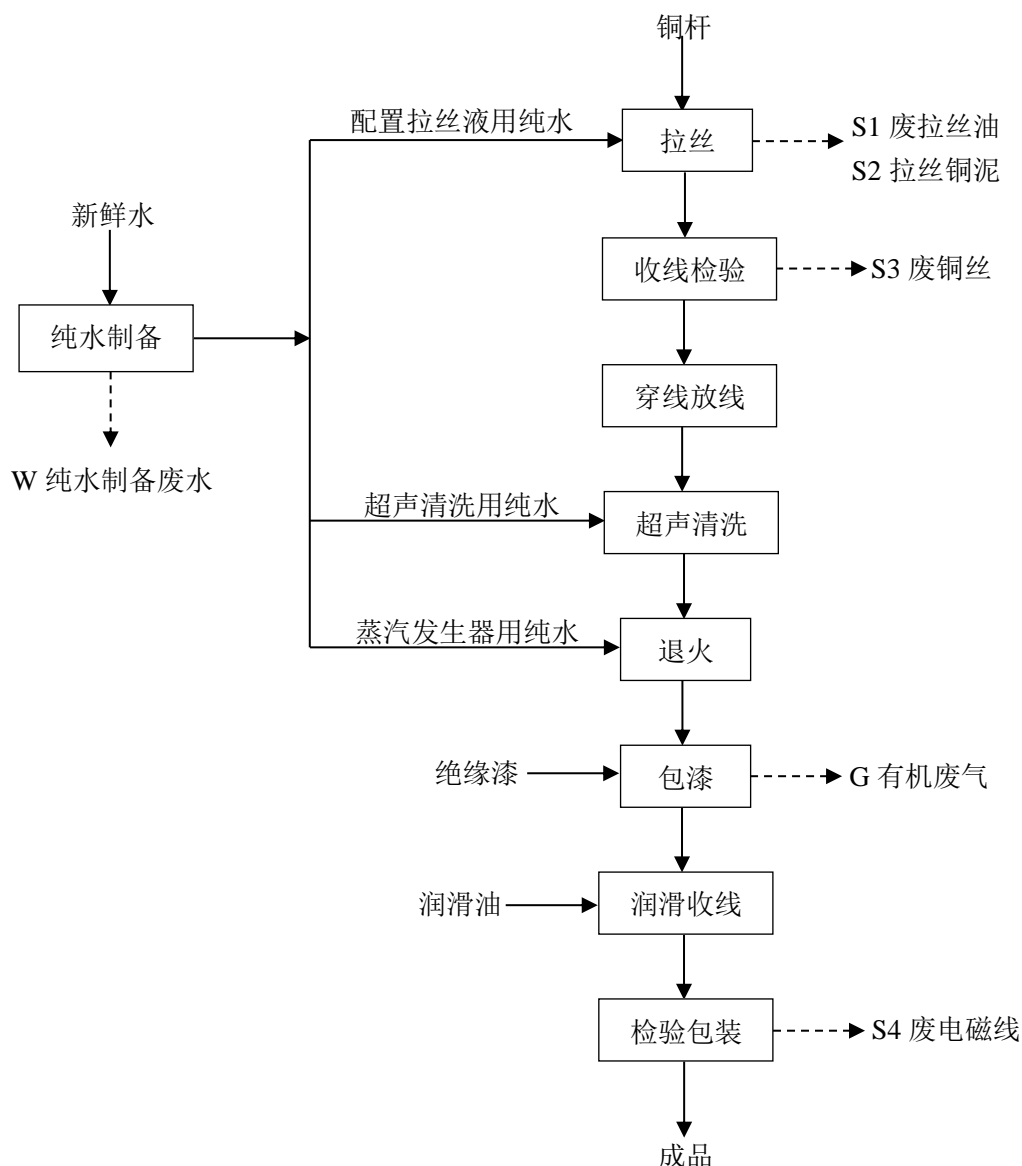 铜杆
配置拉丝液用纯水
拉丝
S1 废拉丝油
S2 拉丝铜泥
新鲜水
收线检验
S3 废铜丝
纯水制备
穿线放线
W 纯水制备废水
超声清洗用纯水
超声清洗
蒸汽发生器用纯水
退火
绝缘漆
包漆
G 有机废气
润滑油
润滑收线
检验包装
S4 废电磁线
成品